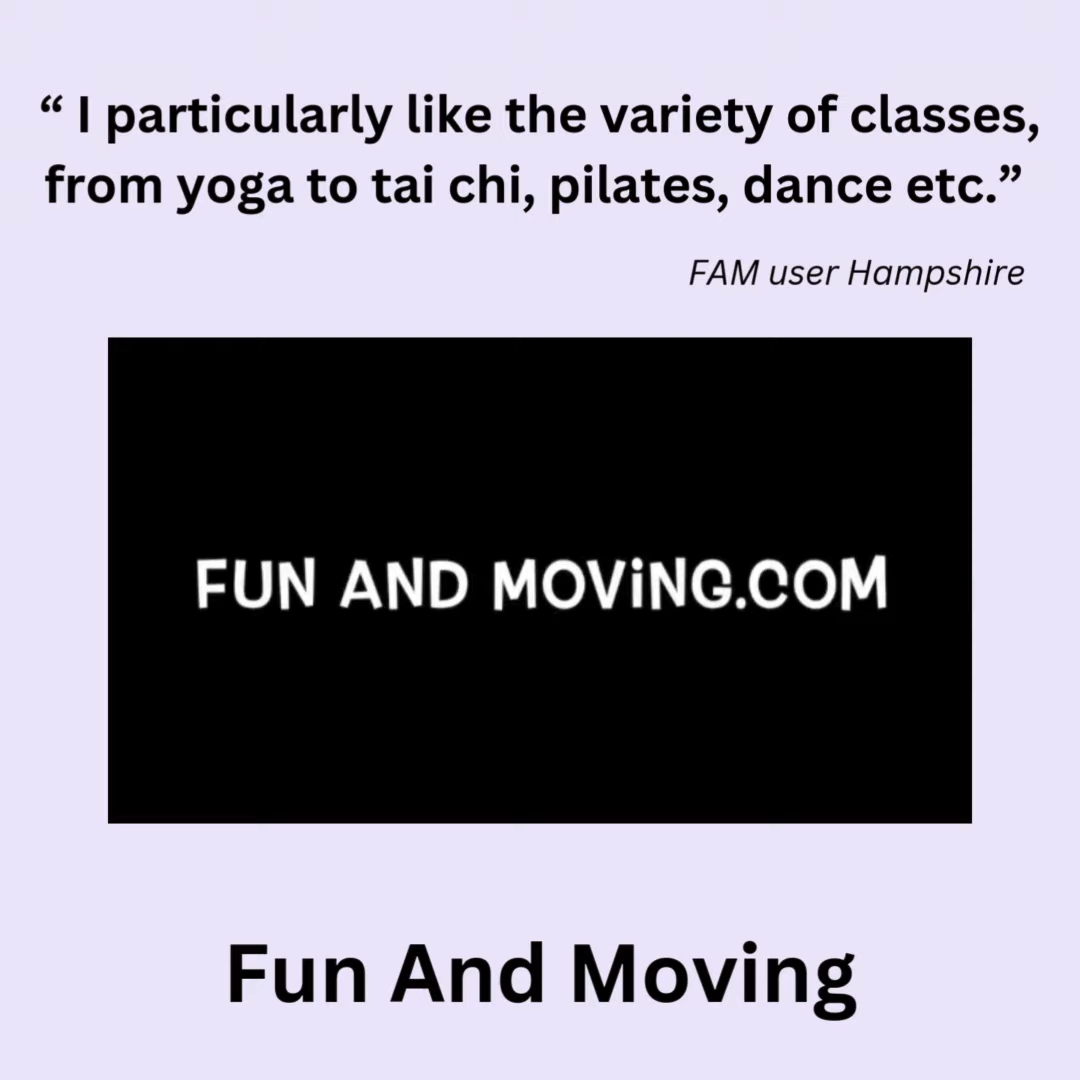 “ I particularly like the variety of classes,
from yoga to tai chi, pilates, dance etc.”
FAM user Hampshire
FUN AND MOViNG.COM
Fun And Moving